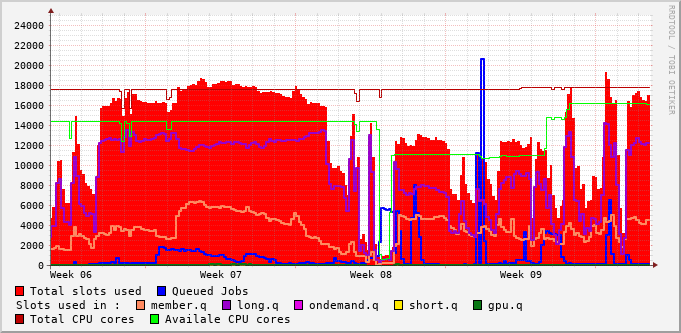 24000
22000
20000
18000
16000
14000
12000
10000
8000
6000
4000
2000
0
Week 06 Week 07 Week 08 Week 09
Total slots used Queued Jobs
Slots used in : member.q long.q ondemand.q short.q gpu.q
Total CPU cores Availale CPU cores
RRDTOOL / TOBI OETIKER